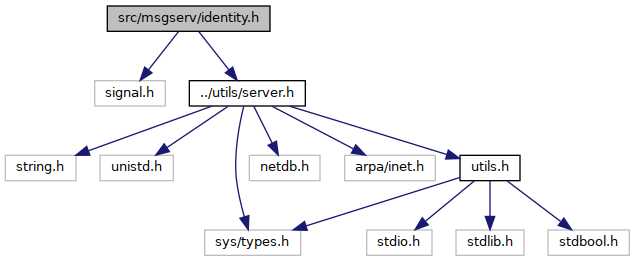 src/msgserv/identity.h
signal.h
../utils/server.h
string.h
unistd.h
netdb.h
arpa/inet.h
utils.h
sys/types.h
stdio.h
stdlib.h
stdbool.h